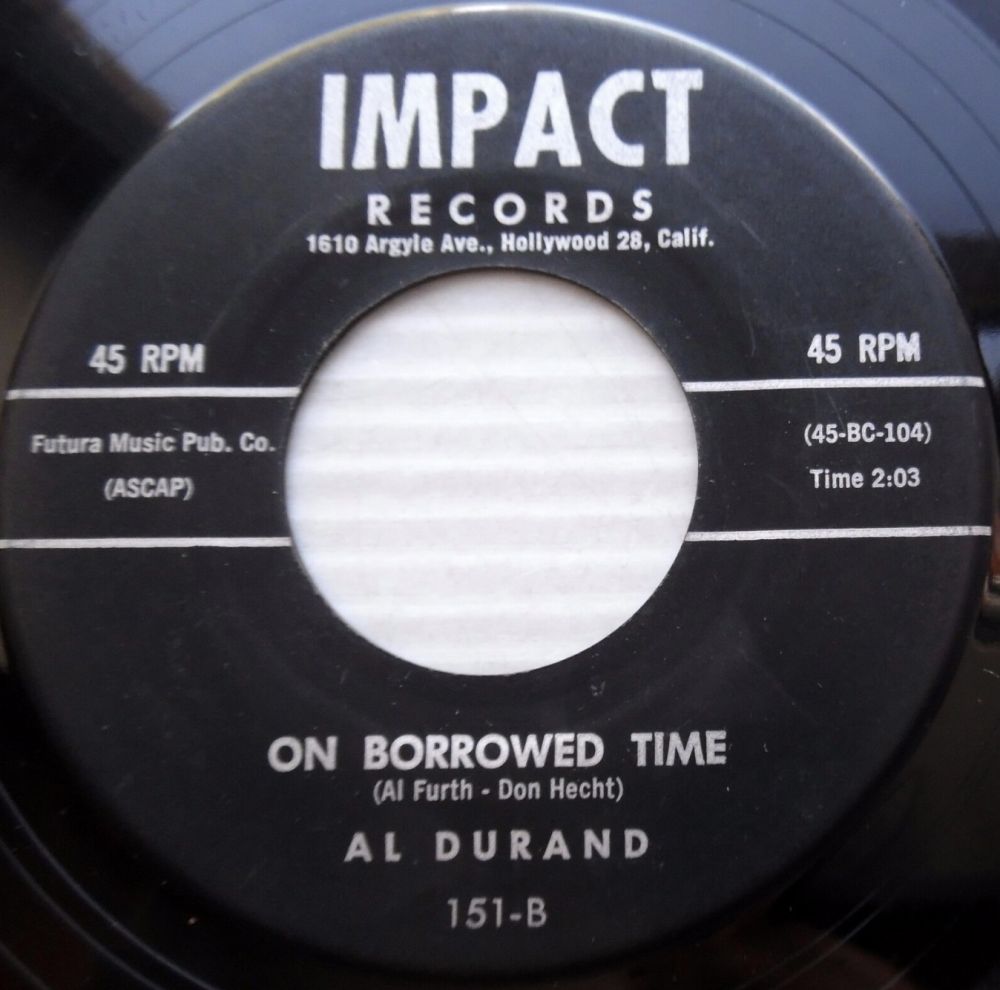 IMPACT
RECORDS
1610 Argyle Ave., Hollywood 28, Calif.
45 RPM
45 RPM
Futura Music Pub. Co.
(ASCAP)
(45-BC-104)
Time 2:03
ON BORROWED TIME
(Al Furth - Don Hecht)
AL DURAND
151-B